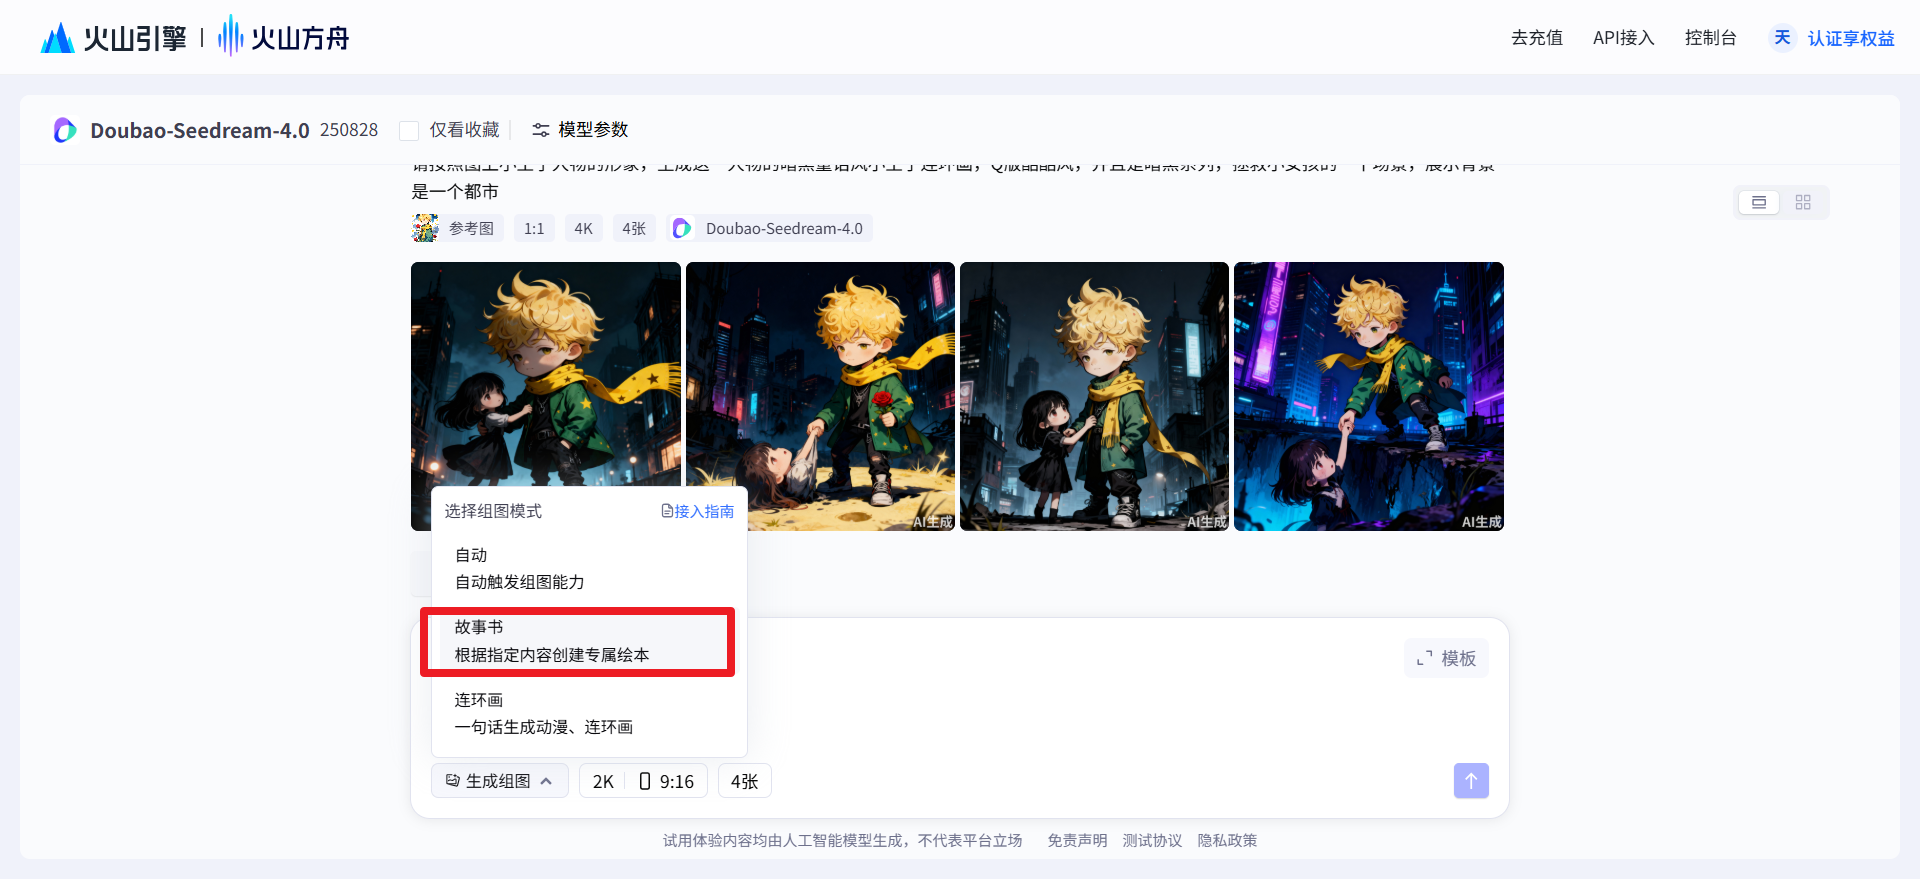 火山引擎 | 火山方舟
去充值 API接入 控制台 天 认证享权益
Doubao-Seedream-4.0 250828 仅看收藏 模型参数
是一个都市
参考图 1:1 4K 4张 Doubao-Seedream-4.0
AI生成 AI生成 AI生成
选择组图模式 接入指南
自动
自动触发组图能力
故事书
根据指定内容创建专属绘本
模板
连环画
一句话生成动漫、连环画
生成组图 2K 9:16 4张
试用体验内容均由人工智能模型生成，不代表平台立场 免责声明 测试协议 隐私政策